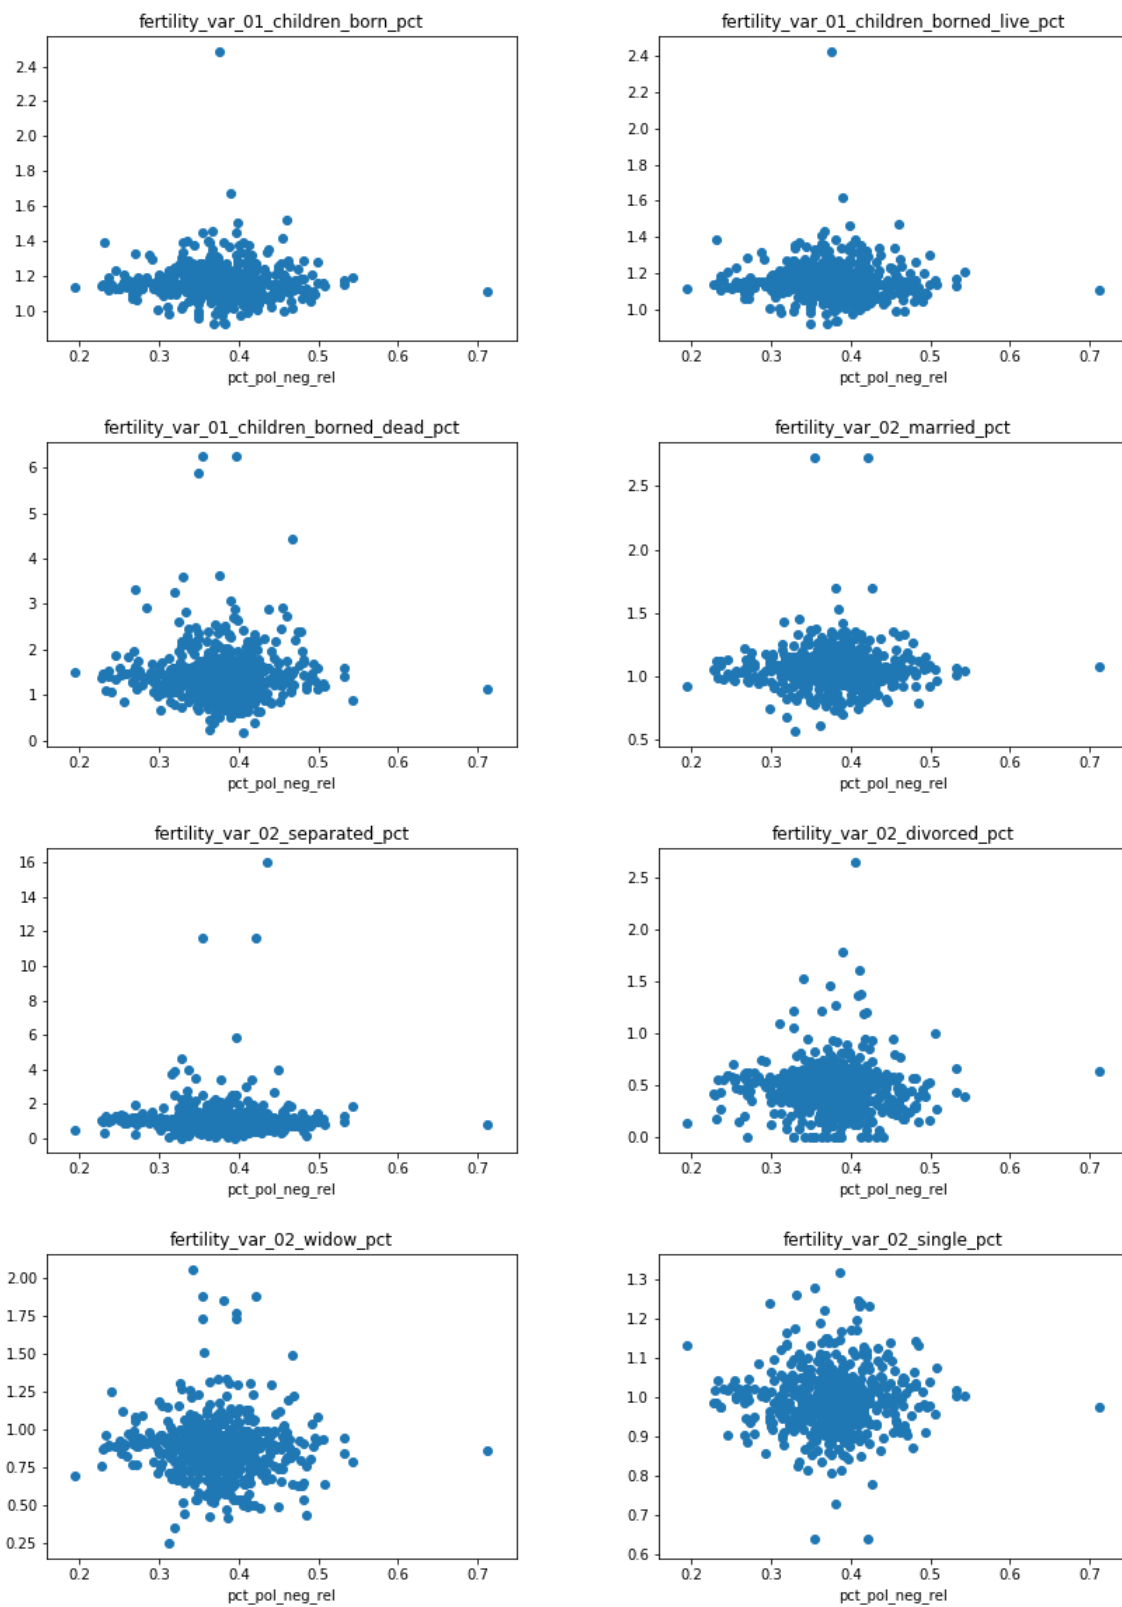 fertility_var_01_children_born_pct
2.4
2.2
2.0
1.8
1.6
1.4
1.2
1.0
0.2 0.3 0.4 0.5 0.6 0.7
pct_pol_neg_rel
fertility_var_01_children_borned_live_pct
2.4
2.2
2.0
1.8
1.6
1.4
1.2
1.0
0.2 0.3 0.4 0.5 0.6 0.7
pct_pol_neg_rel
fertility_var_01_children_borned_dead_pct
6
5
4
3
2
1
0
0.2 0.3 0.4 0.5 0.6 0.7
pct_pol_neg_rel
fertility_var_02_married_pct
2.5
2.0
1.5
1.0
0.5
0.2 0.3 0.4 0.5 0.6 0.7
pct_pol_neg_rel
fertility_var_02_separated_pct
16
14
12
10
8
6
4
2
0
0.2 0.3 0.4 0.5 0.6 0.7
pct_pol_neg_rel
fertility_var_02_divorced_pct
2.5
2.0
1.5
1.0
0.5
0.0
0.2 0.3 0.4 0.5 0.6 0.7
pct_pol_neg_rel
fertility_var_02_widow_pct
2.00
1.75
1.50
1.25
1.00
0.75
0.50
0.25
0.2 0.3 0.4 0.5 0.6 0.7
pct_pol_neg_rel
fertility_var_02_single_pct
1.3
1.2
1.1
1.0
0.9
0.8
0.7
0.6
0.2 0.3 0.4 0.5 0.6 0.7
pct_pol_neg_rel